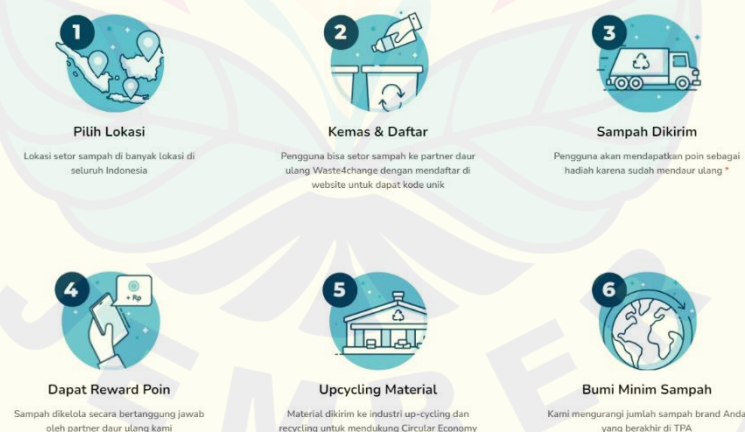 1
Pilih Lokasi
Lokasi setor sampah di banyak lokasi di
seluruh Indonesia
2
Kemas & Daftar
Pengguna bisa setor sampah ke partner daur
ulang Waste4change dengan mendaftar di
website untuk dapat kode unik
3
Sampah Dikirim
Pengguna akan mendapatkan poin sebagai
hadiah karena sudah mendaur ulang *
4
+ Rp
Dapat Reward Poin
Sampah dikelola secara bertanggung jawab
oleh partner daur ulang kami
5
Upcycling Material
Material dikirim ke industri up-cycling dan
recycling untuk mendukung Circular Economy
6
Bumi Minim Sampah
Kami mengurangi jumlah sampah brand Anda
yang berakhir di TPA
JEMBER